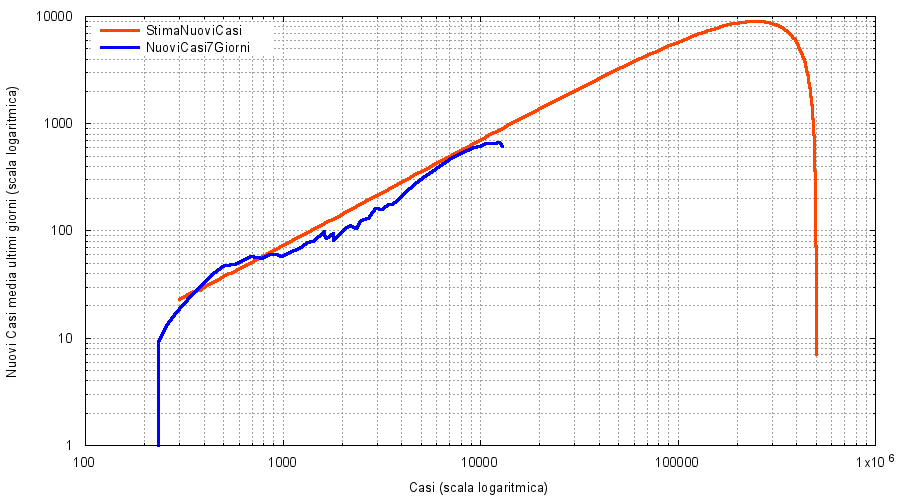 10000
StimaNuoviCasi
NuoviCasi7Giorni
1000
100
10
1
Nuovi Casi media ultimi giorni (scala logaritmica)
100 1000 10000 100000 1x10 6
Casi (scala logaritmica)